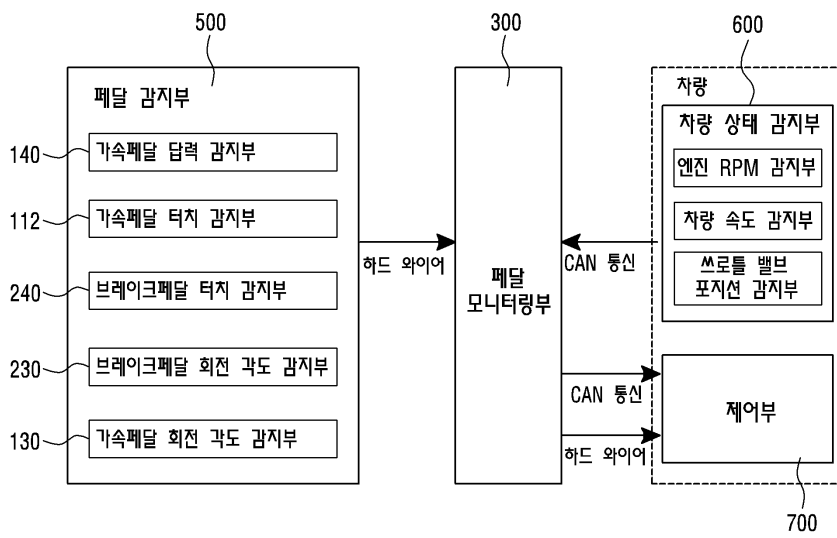 500
300
600
페달 감지부
차량
차량 상태 감지부
140
가속페달 답력 감지부
엔진 RPM 감지부
112
가속페달 터치 감지부
차량 속도 감지부
하드 와이어
CAN 통신
페달
모니터링부
쓰로틀 밸브
포지션 감지부
240
브레이크페달 터치 감지부
230
브레이크페달 회전 각도 감지부
CAN 통신
제어부
130
가속페달 회전 각도 감지부
하드 와이어
700